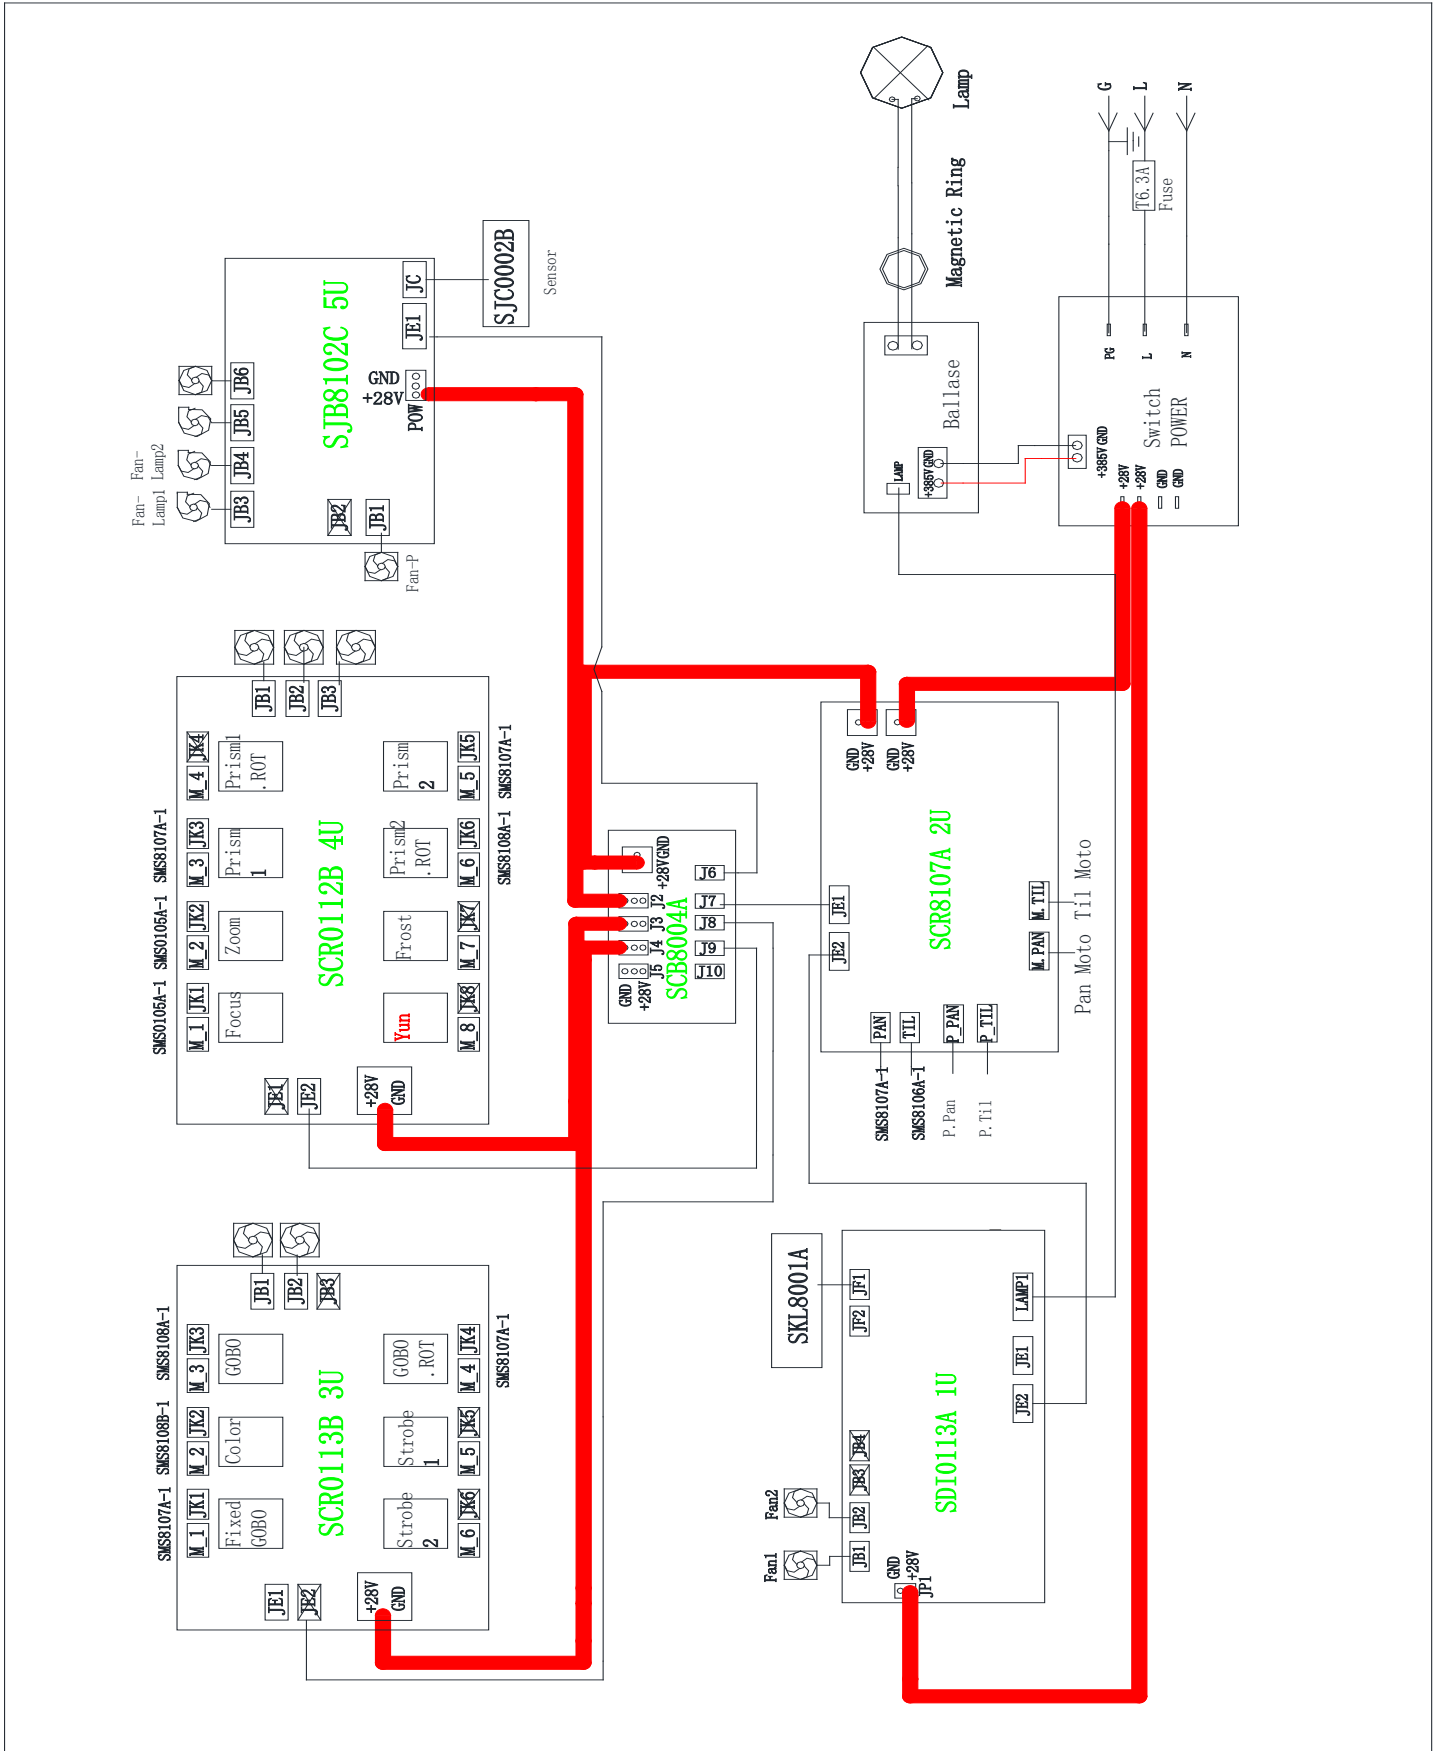 G
L
N
T6.3A
Fuse
Lamp
Magnetic Ring
Ballase
LAMP
+385V
GND
PG
L
N
Switch
POWER
+385V
GND
+28V
+28V
GND
GND
SJC0002B
Sensor
SJB8102C 5U
JC
JE1
GND
+28V
POW
JB6
JB5
JB4
JB3
Fan-
Lamp2
Fan-
Lamp1
JB2
JB1
Fan-P
SCR0112B 4U
JB1
JB2
JB3
SMS0105A-1
SMS0105A-1
SMS8107A-1
M_1
JK1
M_2
JK2
M_3
JK3
M_4
JK4
Focus
Zoom
Prism
1
Prism1
.ROT
Yun
Frost
Prism2
.ROT
Prism
2
M_8
JK8
M_7
JK7
M_6
JK6
M_5
JK5
SMS8108A-1
SMS8107A-1
JE1
JE2
+28V
GND
SCB8004A
+28V
GND
J2
J3
J4
J5
GND
+28V
J6
J7
J8
J9
J10
SCR8107A 2U
GND
+28V
GND
+28V
JE1
JE2
M.TIL
M.PAN
Til Moto
Pan Moto
PAN
TIL
P_PAN
P_TIL
SMS8107A-1
SMS8106A-1
P.Pan
P.Til
SCR0113B 3U
JB1
JB2
JB3
SMS8107A-1
SMS8108B-1
SMS8108A-1
M_1
JK1
M_2
JK2
M_3
JK3
Fixed
GOBO
Color
GOBO
Strobe
2
Strobe
1
GOBO
.ROT
M_6
JK6
M_5
JK5
M_4
JK4
SMS8107A-1
JE1
JE2
+28V
GND
SKL8001A
SDI0113A 1U
JF1
JF2
LAMP1
JE1
JE2
JB4
JB3
JB2
JB1
Fan2
Fan1
GND
+28V
JP1